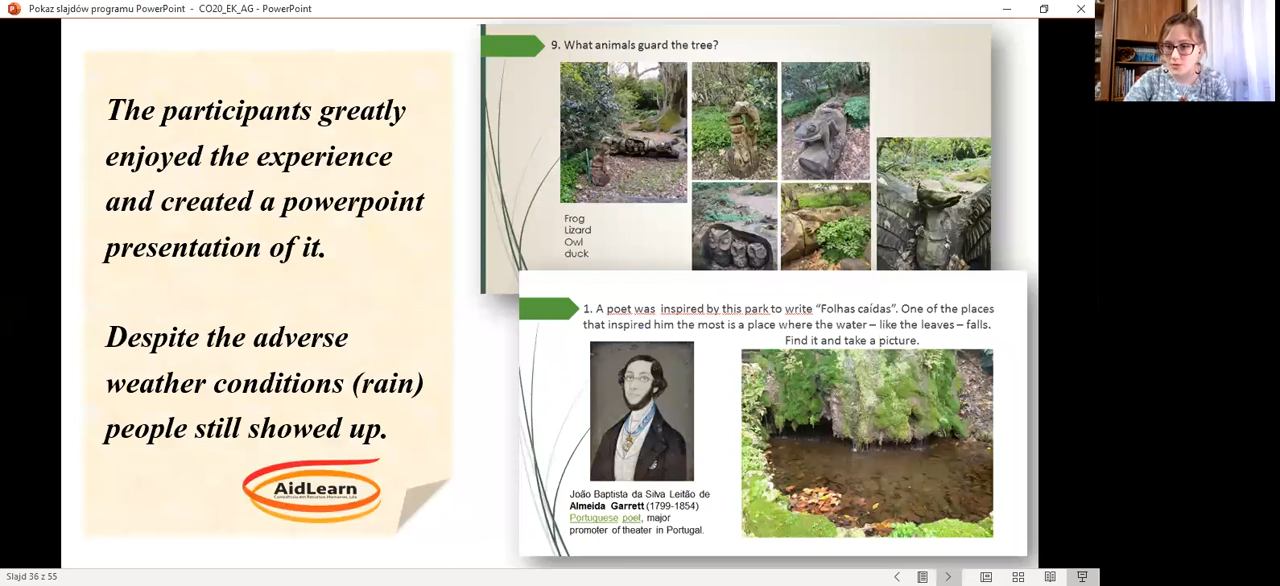 Pokaz slajdów programu PowerPoint - CO20_EK_AG - PowerPoint
The participants greatly
enjoyed the experience
and created a powerpoint
presentation of it.
Despite the adverse
weather conditions (rain)
people still showed up.
AidLearn
9. What animals guard the tree?
Frog
Lizard
Owl
duck
1. A poet was inspired by this park to write “Folhas caídas”. One of the places
that inspired him the most is a place where the water – like the leaves – falls.
Find it and take a picture.
João Baptista da Silva Leitão de
Almeida Garrett (1799-1854)
Portuguese poet, major
promoter of theater in Portugal.
Slajd 36 z 55